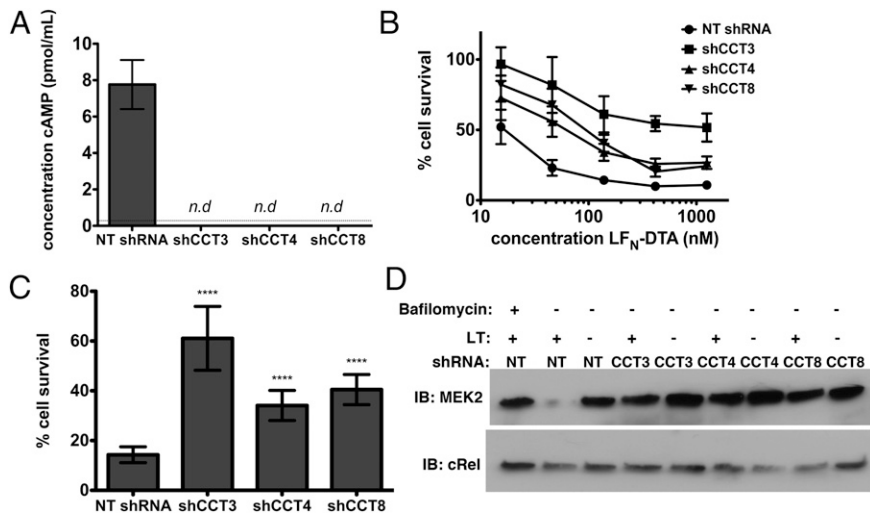 A
concentration cAMP (pmol/mL)
10
8
6
4
2
0
n.d n.d n.d
NT shRNA shCCT3 shCCT4 shCCT8
B
% cell survival
100
50
0
10 100 1000
concentration LFN-DTA (nM)
NT shRNA
shCCT3
shCCT4
shCCT8
C
% cell survival
80
60
40
20
0
**** **** ****
NT shRNA shCCT3 shCCT4 shCCT8
D
Bafilomycin: + - - - - - - - -
LT: + + - + - + - + -
shRNA: NT NT NT CCT3 CCT3 CCT4 CCT4 CCT8 CCT8
IB: MEK2
IB: cRel